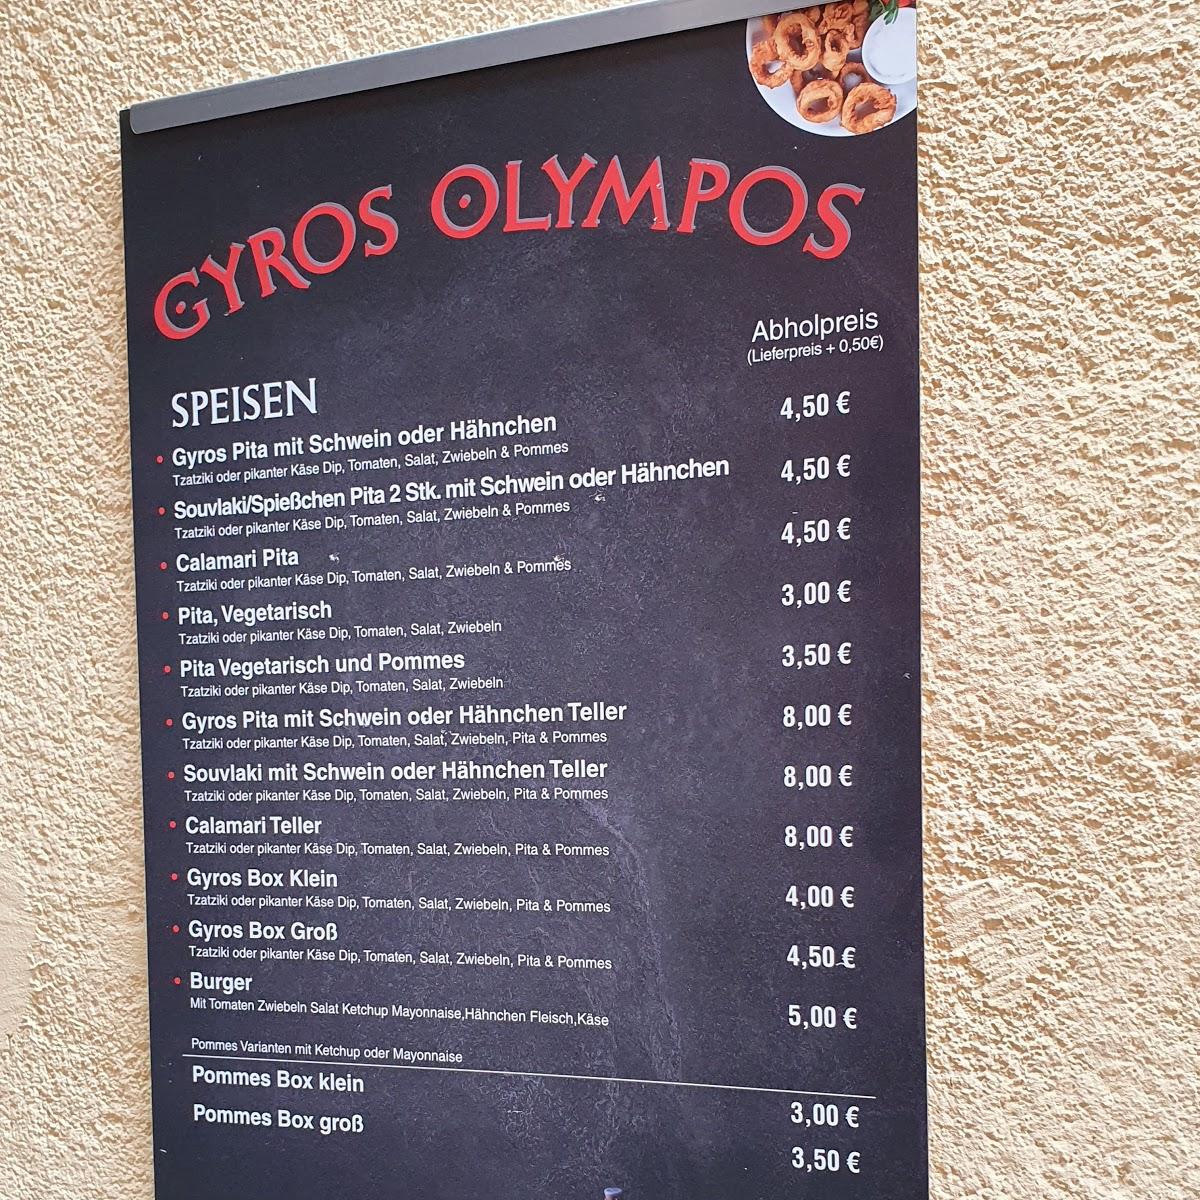 GYROS OLYMPOS
Abholpreis
(Lieferpreis + 0,50€)
SPEISEN
• Gyros Pita mit Schwein oder Hähnchen 4,50 €
Tzatziki oder pikanter Käse Dip, Tomaten, Salat, Zwiebeln & Pommes
• Souvlaki/Spießchen Pita 2 Stk. mit Schwein oder Hähnchen 4,50 €
Tzatziki oder pikanter Käse Dip, Tomaten, Salat, Zwiebeln & Pommes
• Calamari Pita 4,50 €
Tzatziki oder pikanter Käse Dip, Tomaten, Salat, Zwiebeln & Pommes
• Pita, Vegetarisch 3,00 €
Tzatziki oder pikanter Käse Dip, Tomaten, Salat, Zwiebeln
• Pita Vegetarisch und Pommes 3,50 €
Tzatziki oder pikanter Käse Dip, Tomaten, Salat, Zwiebeln
• Gyros Pita mit Schwein oder Hähnchen Teller 8,00 €
Tzatziki oder pikanter Käse Dip, Tomaten, Salat, Zwiebeln, Pita & Pommes
• Souvlaki mit Schwein oder Hähnchen Teller 8,00 €
Tzatziki oder pikanter Käse Dip, Tomaten, Salat, Zwiebeln, Pita & Pommes
• Calamari Teller 8,00 €
Tzatziki oder pikanter Käse Dip, Tomaten, Salat, Zwiebeln, Pita & Pommes
• Gyros Box Klein 4,00 €
Tzatziki oder pikanter Käse Dip, Tomaten, Salat, Zwiebeln, Pita & Pommes
• Gyros Box Groß 4,50 €
Tzatziki oder pikanter Käse Dip, Tomaten, Salat, Zwiebeln, Pita & Pommes
• Burger 5,00 €
Mit Tomaten Zwiebeln Salat Ketchup Mayonnaise,Hähnchen Fleisch,Käse
Pommes Varianten mit Ketchup oder Mayonnaise
Pommes Box klein 3,00 €
Pommes Box groß 3,50 €